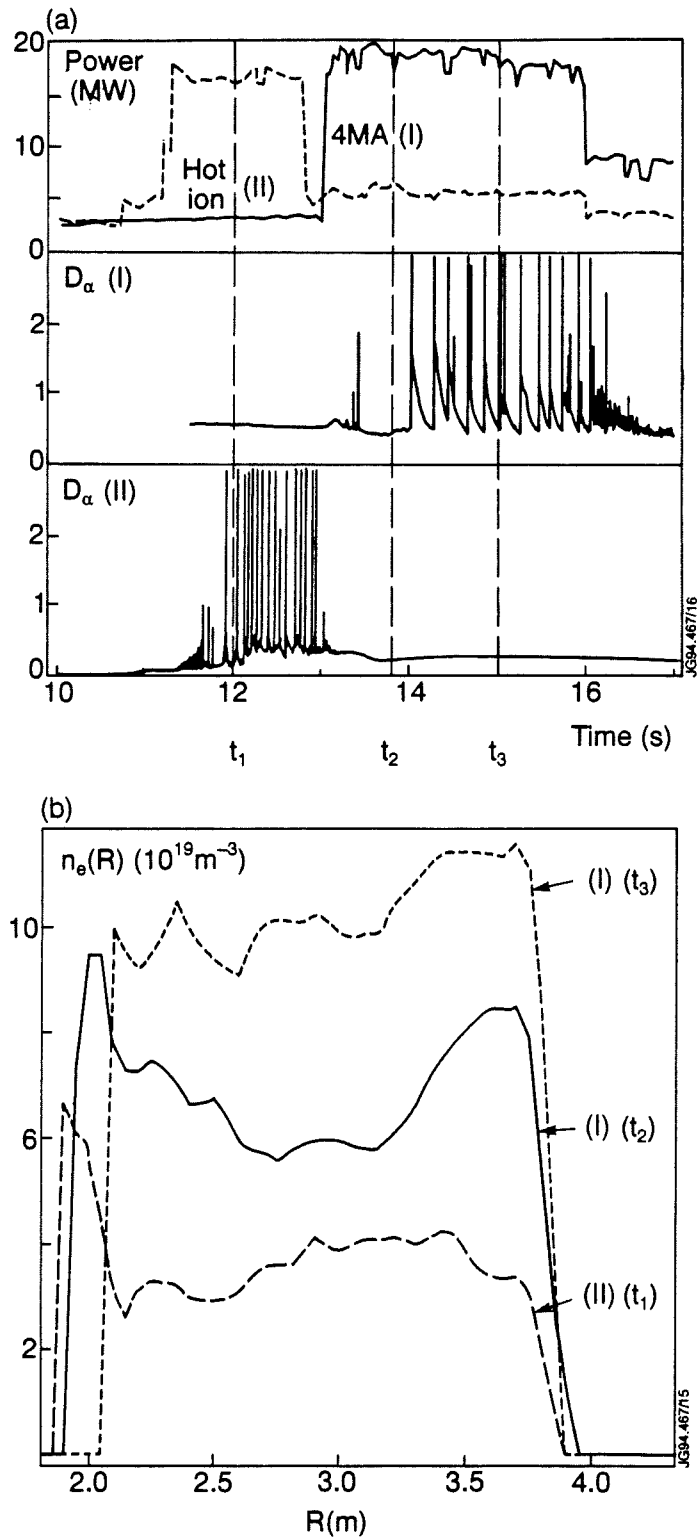 (a)
20
Power
(MW)
10
0
Hot
ion
(II)
4MA (I)
Dα (I)
2
1
0
Dα (II)
2
1
0
10
12
14
16
t1
t2
t3
Time (s)
JG94.467/16
(b)
ne(R) (10^19m^-3)
10
6
2
(I) (t3)
(I) (t2)
(II) (t1)
2.0
2.5
3.0
3.5
4.0
R(m)
JG94.467/15